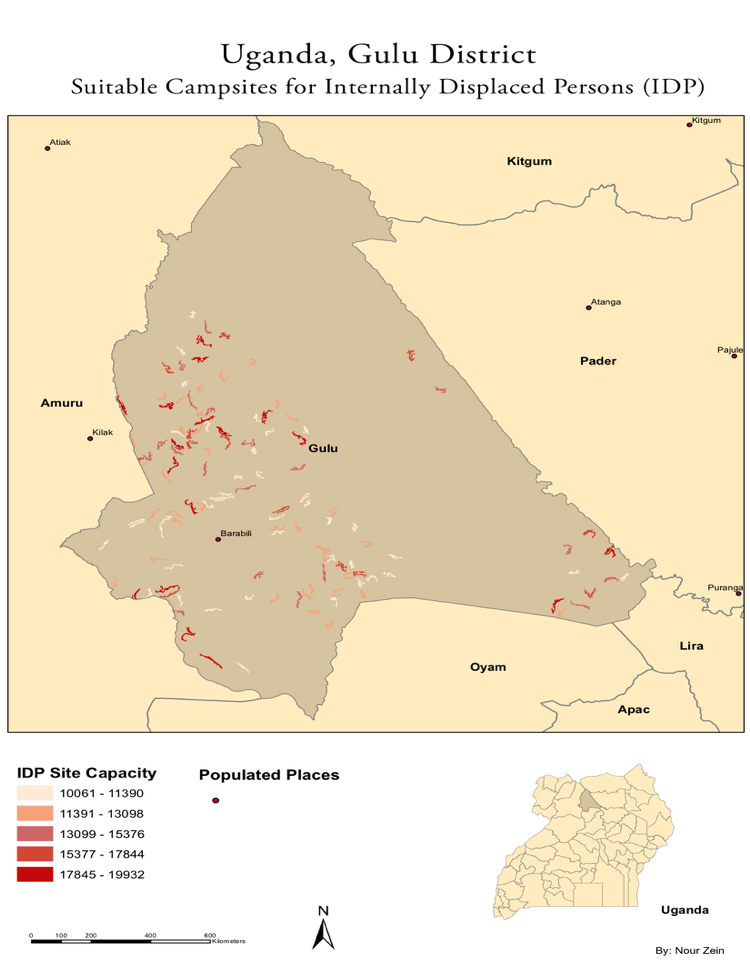 Uganda, Gulu District
Suitable Campsites for Internally Displaced Persons (IDP)
Kitgum
Atiak
Kitgum
Atanga
Pajule
Pader
Amuru
Kilak
Gulu
Barabili
Puranga
Lira
Oyam
Apac
IDP Site Capacity
10061 - 11390
11391 - 13098
13099 - 15376
15377 - 17844
17845 - 19932
Populated Places
Uganda
N
0 100 200 400 600
Kilometers
By: Nour Zein